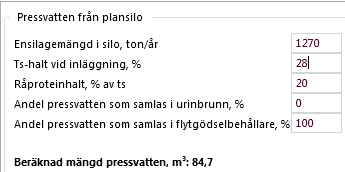 Pressvatten från plansilo
Ensilagemängd i silo, ton/år 1270
Ts-halt vid inläggning, % 28
Råproteinhalt, % av ts 20
Andel pressvatten som samlas i urinbrunn, % 0
Andel pressvatten som samlas i flytgödselbehållare, % 100
Beräknad mängd pressvatten, m³: 84,7